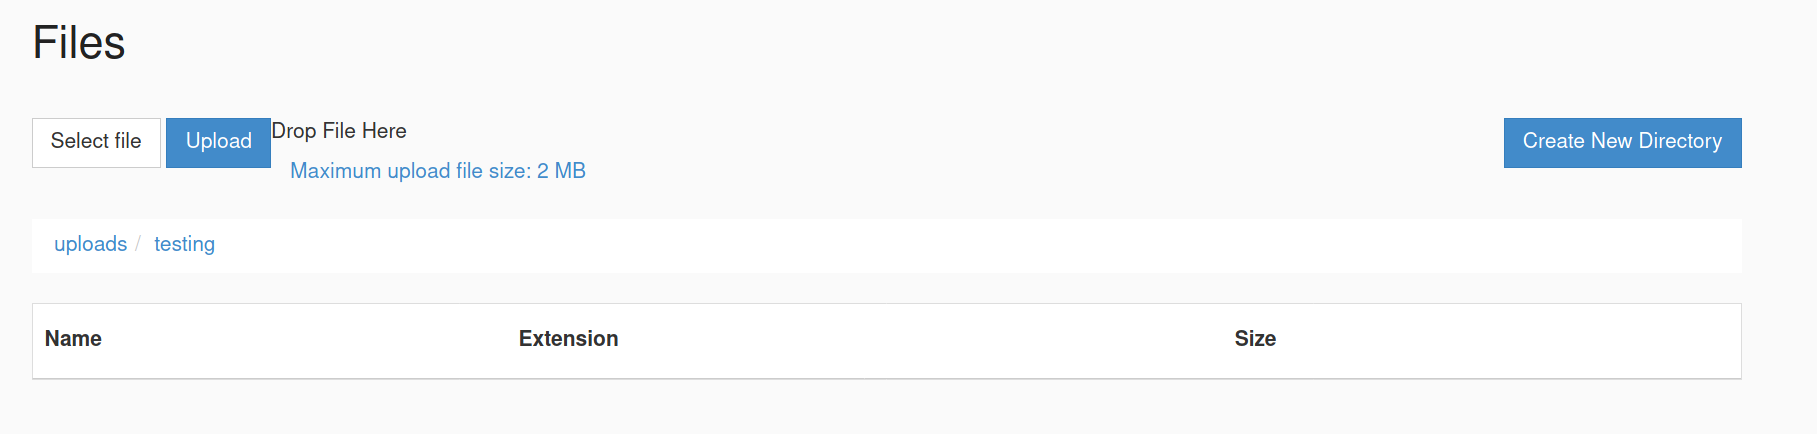 Files
Select file Upload Drop File Here Create New Directory
Maximum upload file size: 2 MB
uploads / testing
Name Extension Size